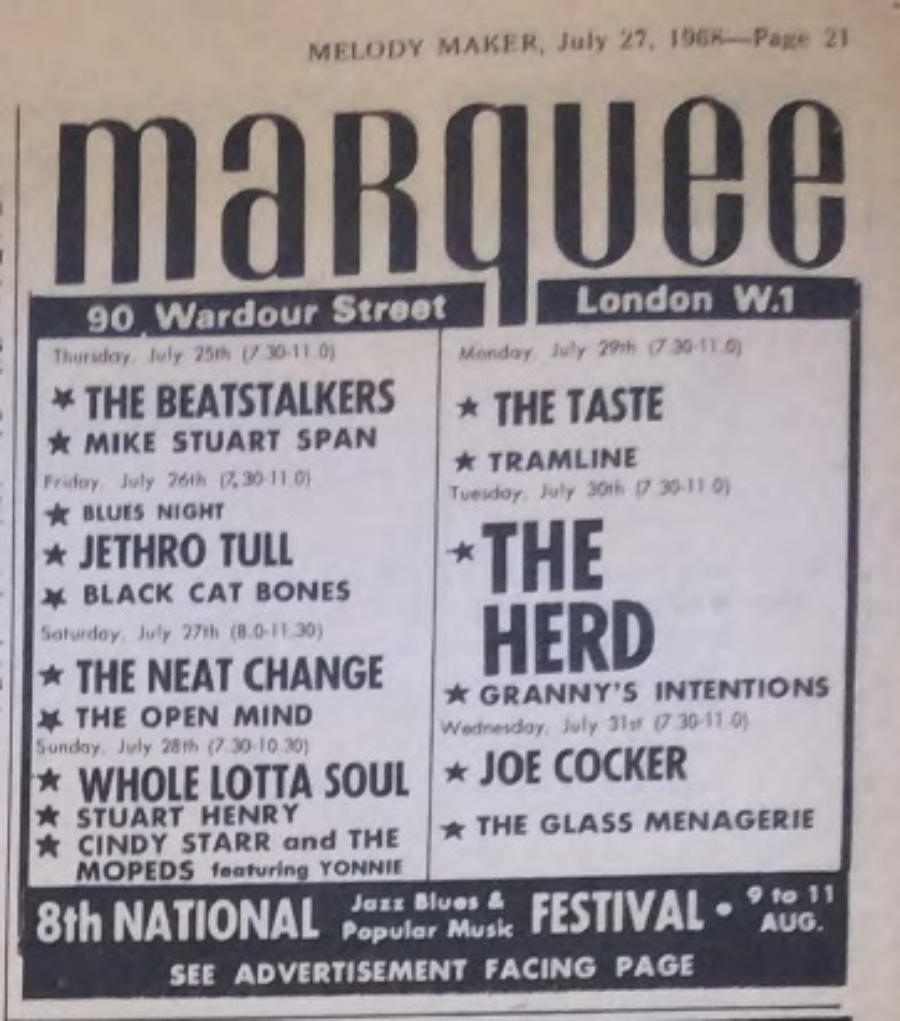 MELODY MAKER, July 27, 1968—Page 21
marquee
90 Wardour Street London W.1
Thursday, July 25th (7.30-11.0)
★ THE BEATSTALKERS
★ MIKE STUART SPAN
Friday, July 26th (7.30-11.0)
★ BLUES NIGHT
★ JETHRO TULL
★ BLACK CAT BONES
Saturday, July 27th (8.0-11.30)
★ THE NEAT CHANGE
★ THE OPEN MIND
Sunday, July 28th (7.30-10.30)
★ WHOLE LOTTA SOUL
★ STUART HENRY
★ CINDY STARR and THE
MOPEDS featuring YONNIE
Monday, July 29th (7.30-11.0)
★ THE TASTE
★ TRAMLINE
Tuesday, July 30th (7.30-11.0)
★ THE
HERD
★ GRANNY'S INTENTIONS
Wednesday, July 31st (7.30-11.0)
★ JOE COCKER
★ THE GLASS MENAGERIE
8th NATIONAL Jazz Blues &
Popular Music FESTIVAL • 9 to 11
AUG.
SEE ADVERTISEMENT FACING PAGE